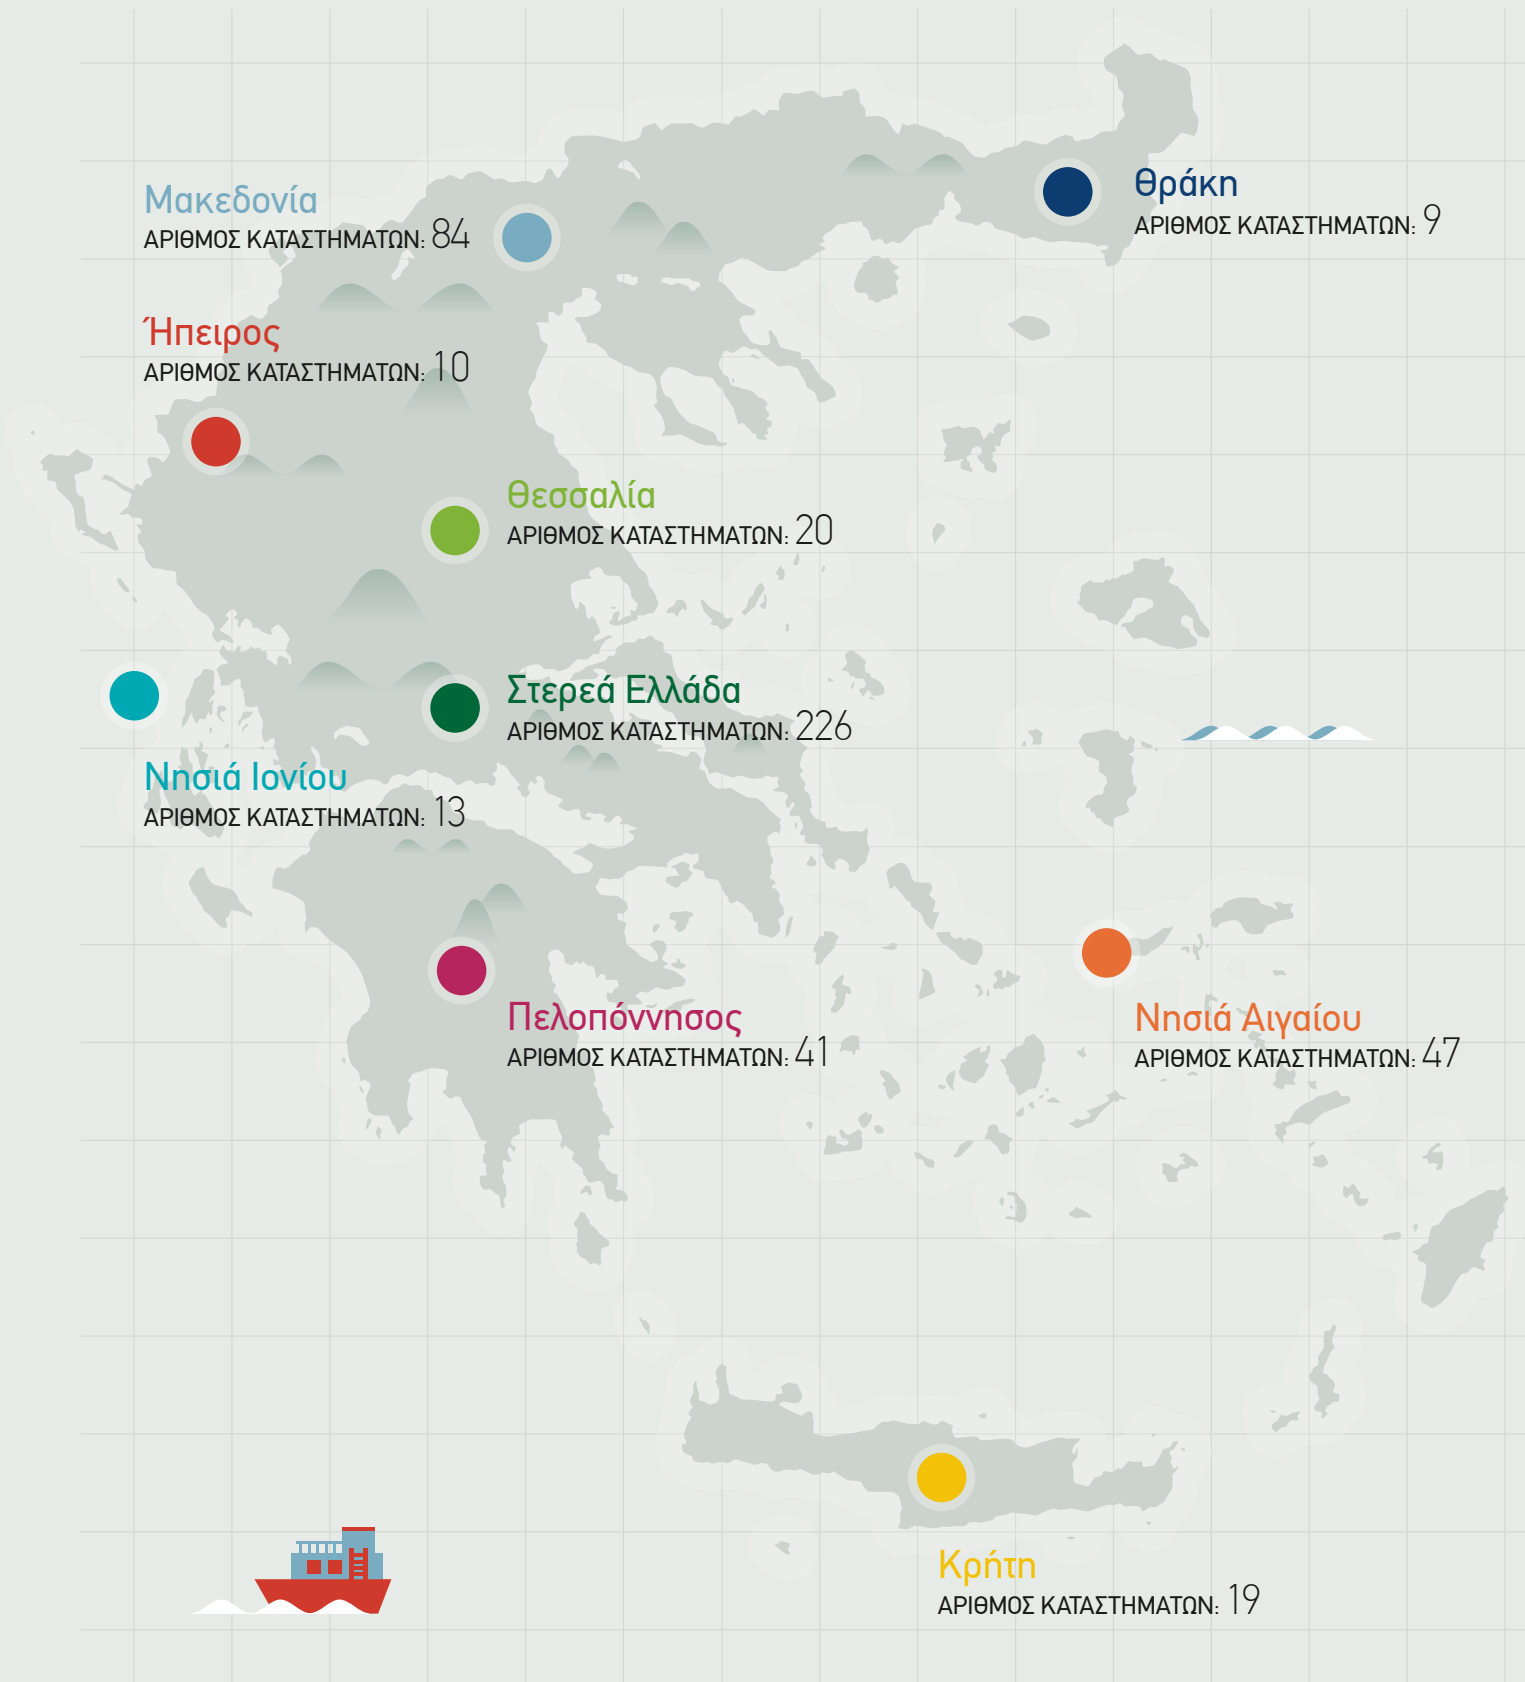 Μακεδονία
ΑΡΙΘΜΟΣ ΚΑΤΑΣΤΗΜΑΤΩΝ: 84
Θράκη
ΑΡΙΘΜΟΣ ΚΑΤΑΣΤΗΜΑΤΩΝ: 9
Ήπειρος
ΑΡΙΘΜΟΣ ΚΑΤΑΣΤΗΜΑΤΩΝ: 10
Θεσσαλία
ΑΡΙΘΜΟΣ ΚΑΤΑΣΤΗΜΑΤΩΝ: 20
Στερεά Ελλάδα
ΑΡΙΘΜΟΣ ΚΑΤΑΣΤΗΜΑΤΩΝ: 226
Νησιά Ιονίου
ΑΡΙΘΜΟΣ ΚΑΤΑΣΤΗΜΑΤΩΝ: 13
Πελοπόννησος
ΑΡΙΘΜΟΣ ΚΑΤΑΣΤΗΜΑΤΩΝ: 41
Νησιά Αιγαίου
ΑΡΙΘΜΟΣ ΚΑΤΑΣΤΗΜΑΤΩΝ: 47
Κρήτη
ΑΡΙΘΜΟΣ ΚΑΤΑΣΤΗΜΑΤΩΝ: 19